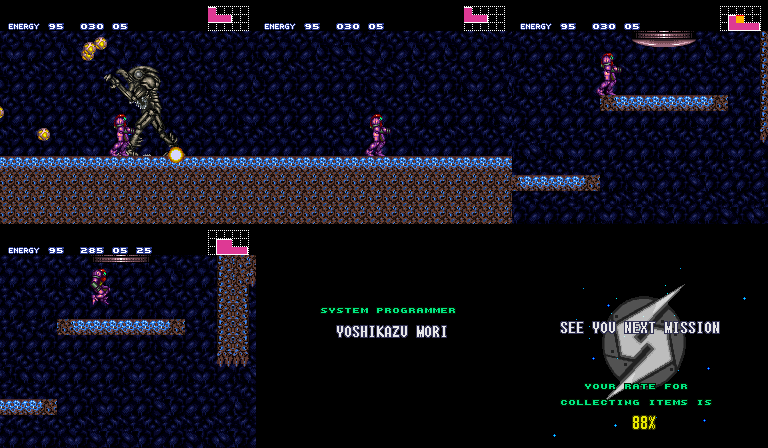 ENERGY 95 030 05
ENERGY 95 030 05
ENERGY 95 030 05
ENERGY 95 285 05 25
SYSTEM PROGRAMMER
YOSHIKAZU MORI
SEE YOU NEXT MISSION
YOUR RATE FOR
COLLECTING ITEMS IS
88%